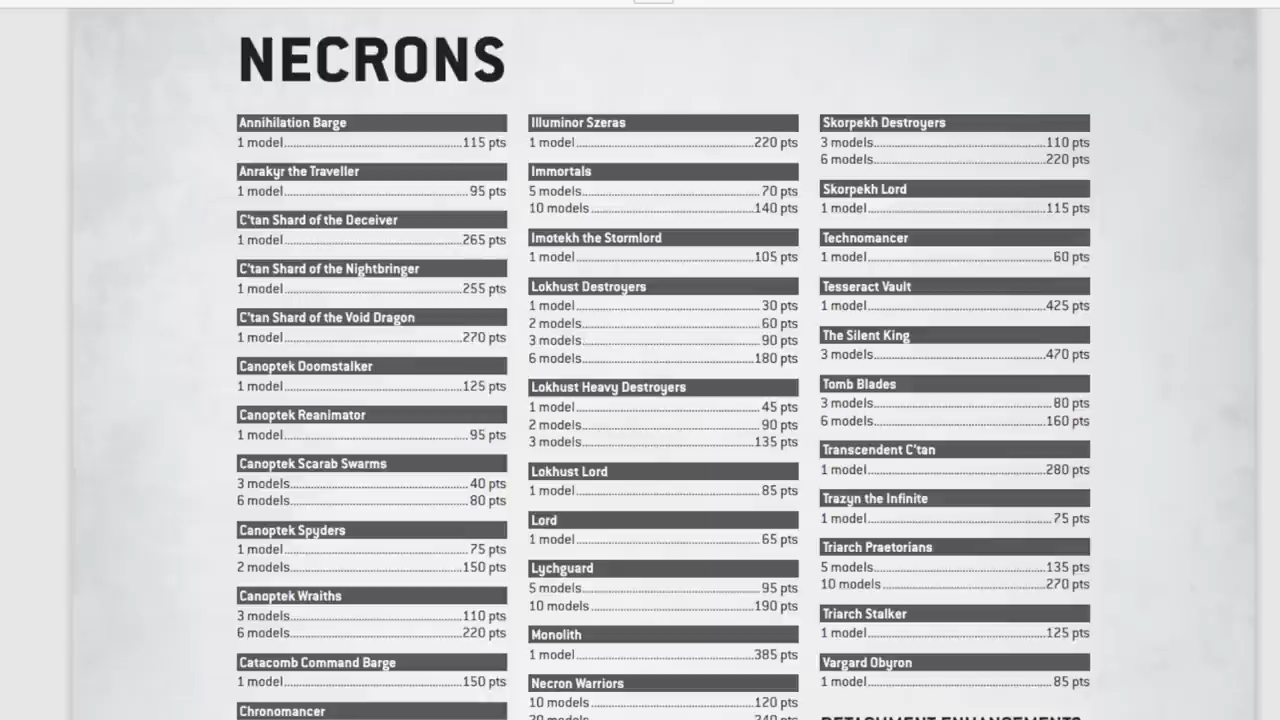 NECRONS
Annihilation Barge
1 model 115 pts
Anrakyr the Traveller
1 model 95 pts
C'tan Shard of the Deceiver
1 model 265 pts
C'tan Shard of the Nightbringer
1 model 255 pts
C'tan Shard of the Void Dragon
1 model 270 pts
Canoptek Doomstalker
1 model 125 pts
Canoptek Reanimator
1 model 95 pts
Canoptek Scarab Swarms
3 models 40 pts
6 models 80 pts
Canoptek Spyders
1 model 75 pts
2 models 150 pts
Canoptek Wraiths
3 models 110 pts
6 models 220 pts
Catacomb Command Barge
1 model 150 pts
Chronomancer
Illuminor Szeras
1 model 220 pts
Immortals
5 models 70 pts
10 models 140 pts
Imotekh the Stormlord
1 model 105 pts
Lokhust Destroyers
1 model 30 pts
2 models 60 pts
3 models 90 pts
6 models 180 pts
Lokhust Heavy Destroyers
1 model 45 pts
2 models 90 pts
3 models 135 pts
Lokhust Lord
1 model 85 pts
Lord
1 model 65 pts
Lychguard
5 models 95 pts
10 models 190 pts
Monolith
1 model 385 pts
Necron Warriors
10 models 120 pts
20 models 240 pts
Skorpekh Destroyers
3 models 110 pts
6 models 220 pts
Skorpekh Lord
1 model 115 pts
Technomancer
1 model 60 pts
Tesseract Vault
1 model 425 pts
The Silent King
3 models 470 pts
Tomb Blades
3 models 80 pts
6 models 160 pts
Transcendent C'tan
1 model 280 pts
Trazyn the Infinite
1 model 75 pts
Triarch Praetorians
5 models 135 pts
10 models 270 pts
Triarch Stalker
1 model 125 pts
Vargard Obyron
1 model 85 pts
DETACHMENT ENHANCEMENTS